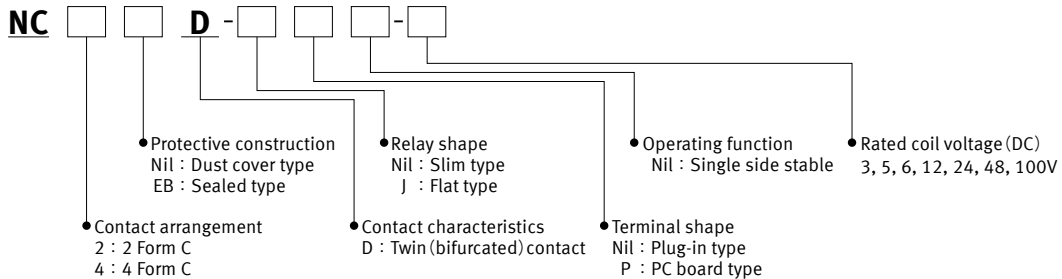 NC D - -
Protective construction
Nil : Dust cover type
EB : Sealed type
Relay shape
Nil : Slim type
J : Flat type
Operating function
Nil : Single side stable
Rated coil voltage (DC)
3, 5, 6, 12, 24, 48, 100V
Contact arrangement
2 : 2 Form C
4 : 4 Form C
Contact characteristics
D : Twin (bifurcated) contact
Terminal shape
Nil : Plug-in type
P : PC board type